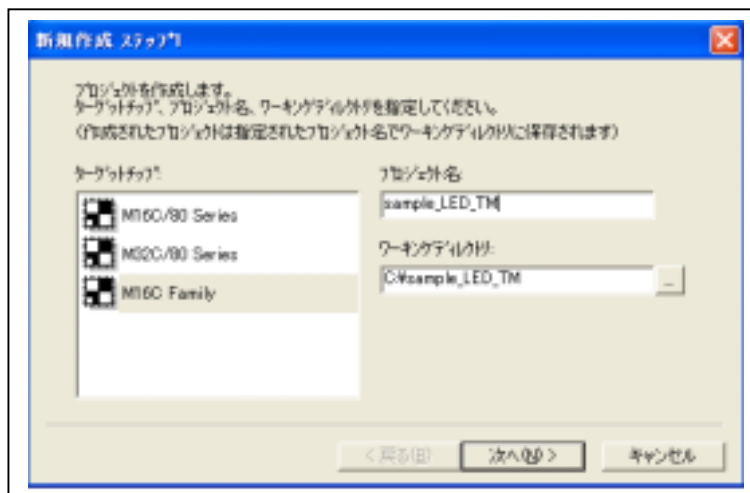 新規作成 ステップ1
プロジェクトを作成します。
ターゲットチップ、プロジェクト名、ワーキングディレクトリを指定してください。
(作成されたプロジェクトは指定されたプロジェクト名でワーキングディレクトリに保存されます)
ターゲットチップ:
M16C/80 Series
M32C/80 Series
M16C Family
プロジェクト名:
sample_LED_TM
ワーキングディレクトリ:
C:¥sample_LED_TM
...
< 戻る(B)
次へ(N) >
キャンセル